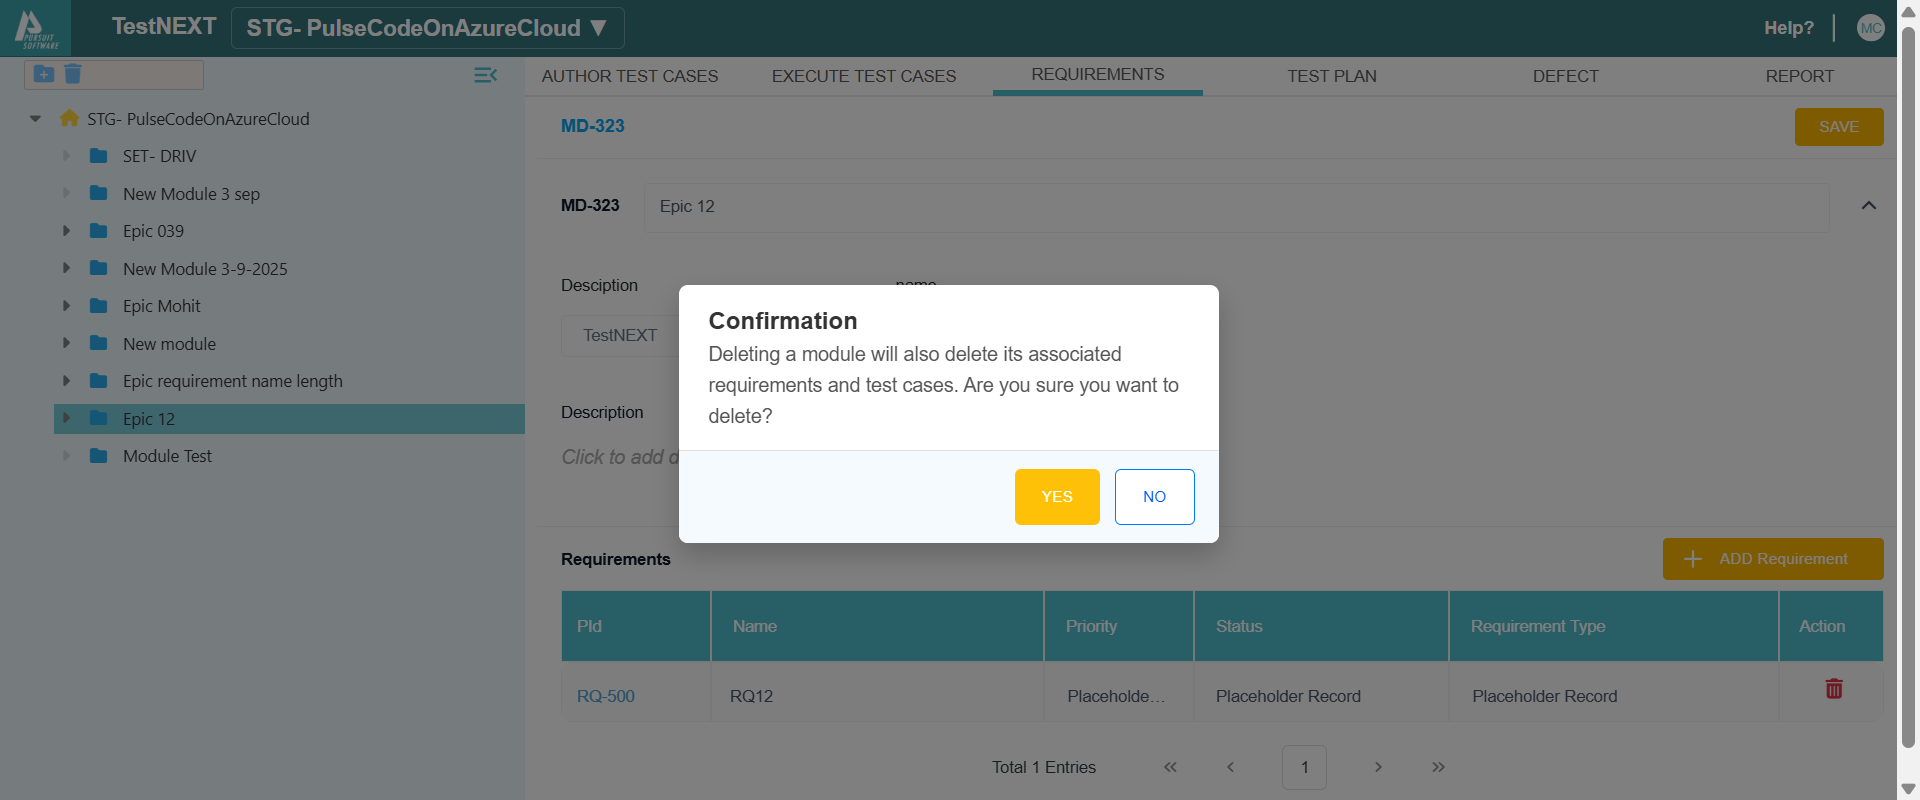 PURSUIT
SOFTWARE
TestNEXT
STG- PulseCodeOnAzureCloud ▼
Help?
MC
AUTHOR TEST CASES
EXECUTE TEST CASES
REQUIREMENTS
TEST PLAN
DEFECT
REPORT
STG- PulseCodeOnAzureCloud
SET- DRIV
New Module 3 sep
Epic 039
New Module 3-9-2025
Epic Mohit
New module
Epic requirement name length
Epic 12
Module Test
MD-323
SAVE
MD-323
Epic 12
Desciption
name
TestNEXT
Description
Click to add d
Confirmation
Deleting a module will also delete its associated
requirements and test cases. Are you sure you want to
delete?
YES
NO
Requirements
ADD Requirement
PId
Name
Priority
Status
Requirement Type
Action
RQ-500
RQ12
Placeholde...
Placeholder Record
Placeholder Record
Total 1 Entries
«
‹
1
›
»